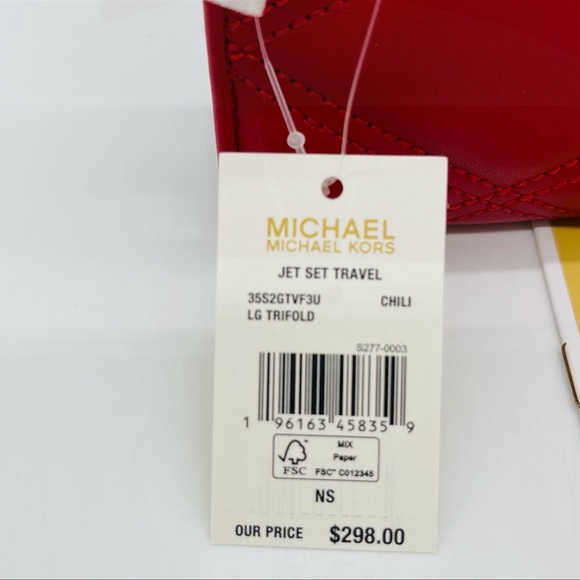 MICHAEL
MICHAEL KORS
JET SET TRAVEL
35S2GTVF3U CHILI
LG TRIFOLD
S277-0003
1 96163 45835 9
FSC
MIX
Paper
FSC™ C012345
NS
OUR PRICE $298.00